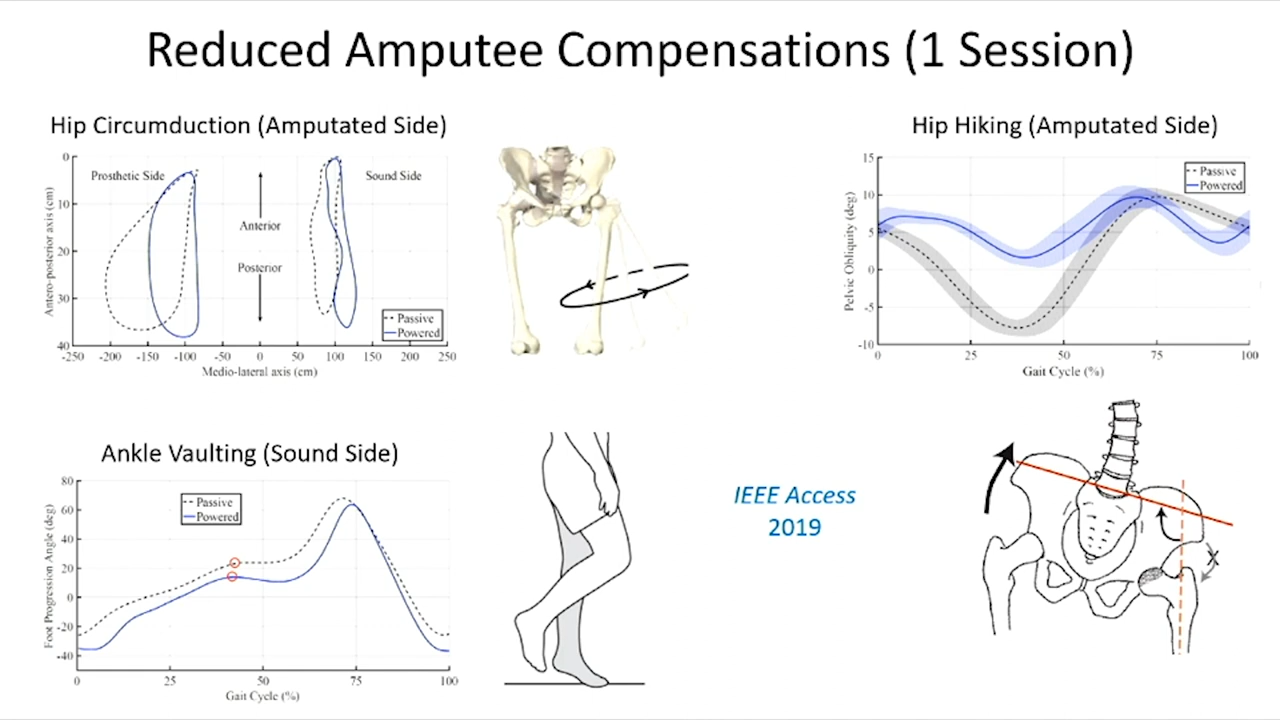 Reduced Amputee Compensations (1 Session)
Hip Circumduction (Amputated Side)
Antero-posterior axis (cm)
0
10
20
30
40
Prosthetic Side
Sound Side
Anterior
Posterior
Passive
Powered
-250 -200 -150 -100 -50 0 50 100 150 200 250
Medio-lateral axis (cm)
Hip Hiking (Amputated Side)
Pelvic Obliquity (deg)
15
10
5
0
-5
-10
Passive
Powered
0 25 50 75 100
Gait Cycle (%)
Ankle Vaulting (Sound Side)
Foot Progression Angle (deg)
80
60
40
20
0
-20
-40
Passive
Powered
0 25 50 75 100
Gait Cycle (%)
IEEE Access
2019
X